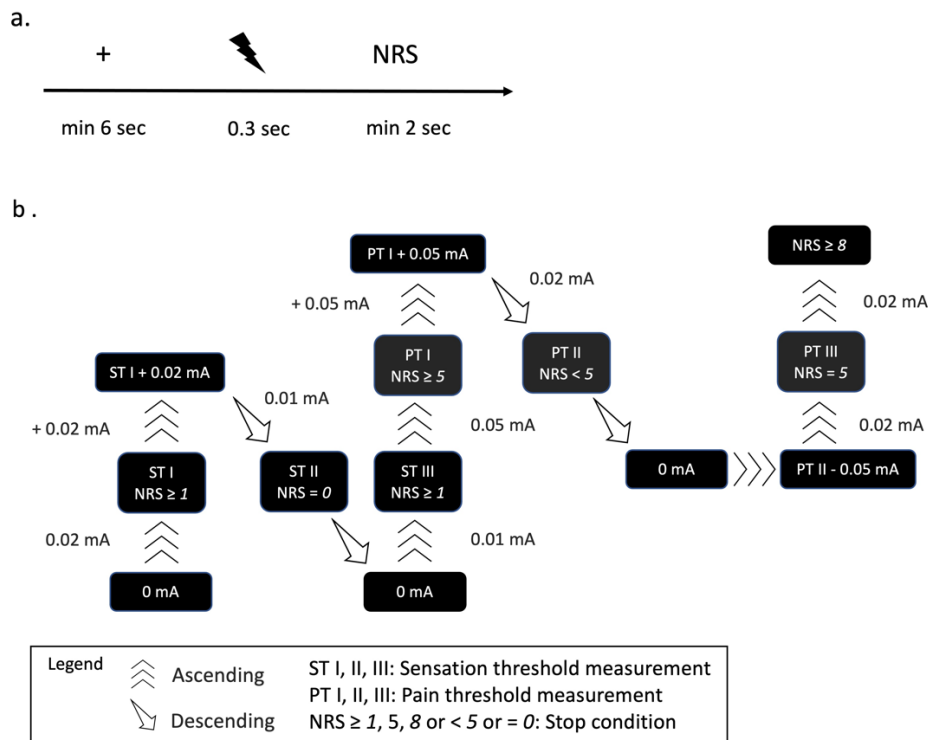 a.
+
NRS
min 6 sec
0.3 sec
min 2 sec
b .
PT I + 0.05 mA
NRS ≥ 8
+ 0.05 mA
0.02 mA
0.02 mA
PT I
NRS ≥ 5
PT II
NRS < 5
PT III
NRS = 5
ST I + 0.02 mA
0.01 mA
+ 0.02 mA
0.05 mA
0.02 mA
ST I
NRS ≥ 1
ST II
NRS = 0
ST III
NRS ≥ 1
0 mA
PT II - 0.05 mA
0.02 mA
0.01 mA
0 mA
0 mA
Legend
Ascending
Descending
ST I, II, III: Sensation threshold measurement
PT I, II, III: Pain threshold measurement
NRS ≥ 1, 5, 8 or < 5 or = 0: Stop condition